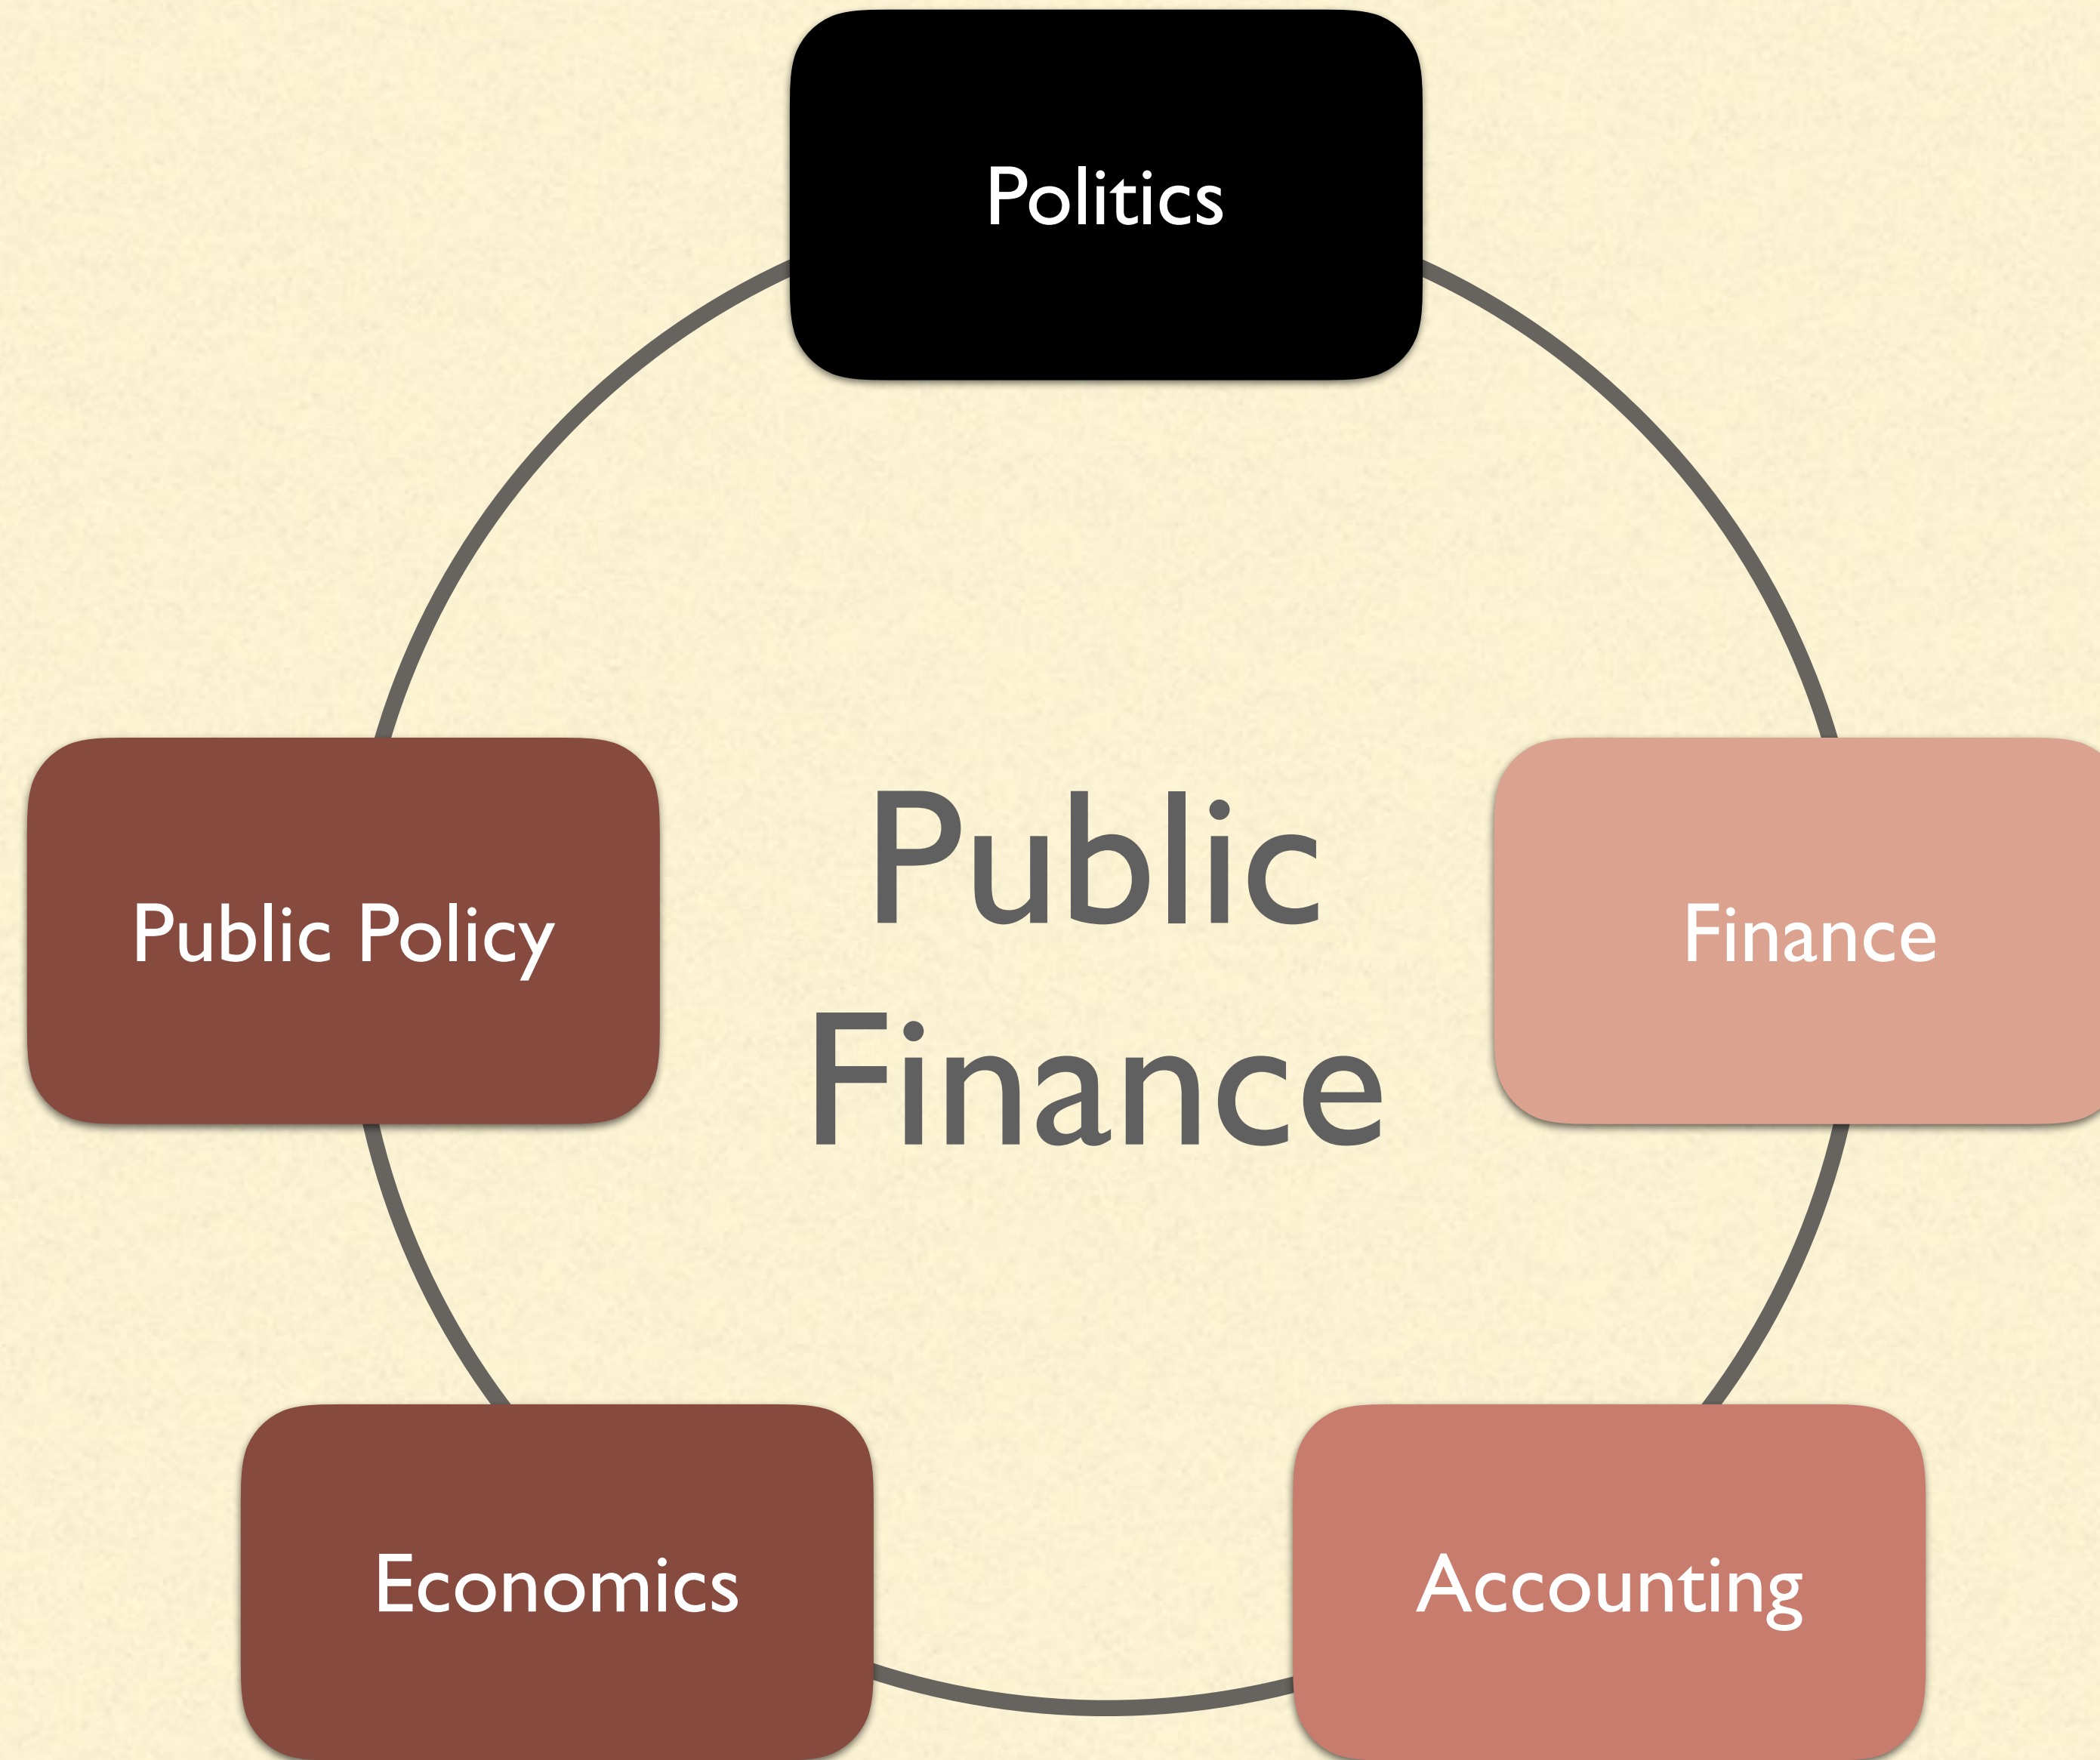 Politics
Public Policy
Public
Finance
Finance
Economics
Accounting